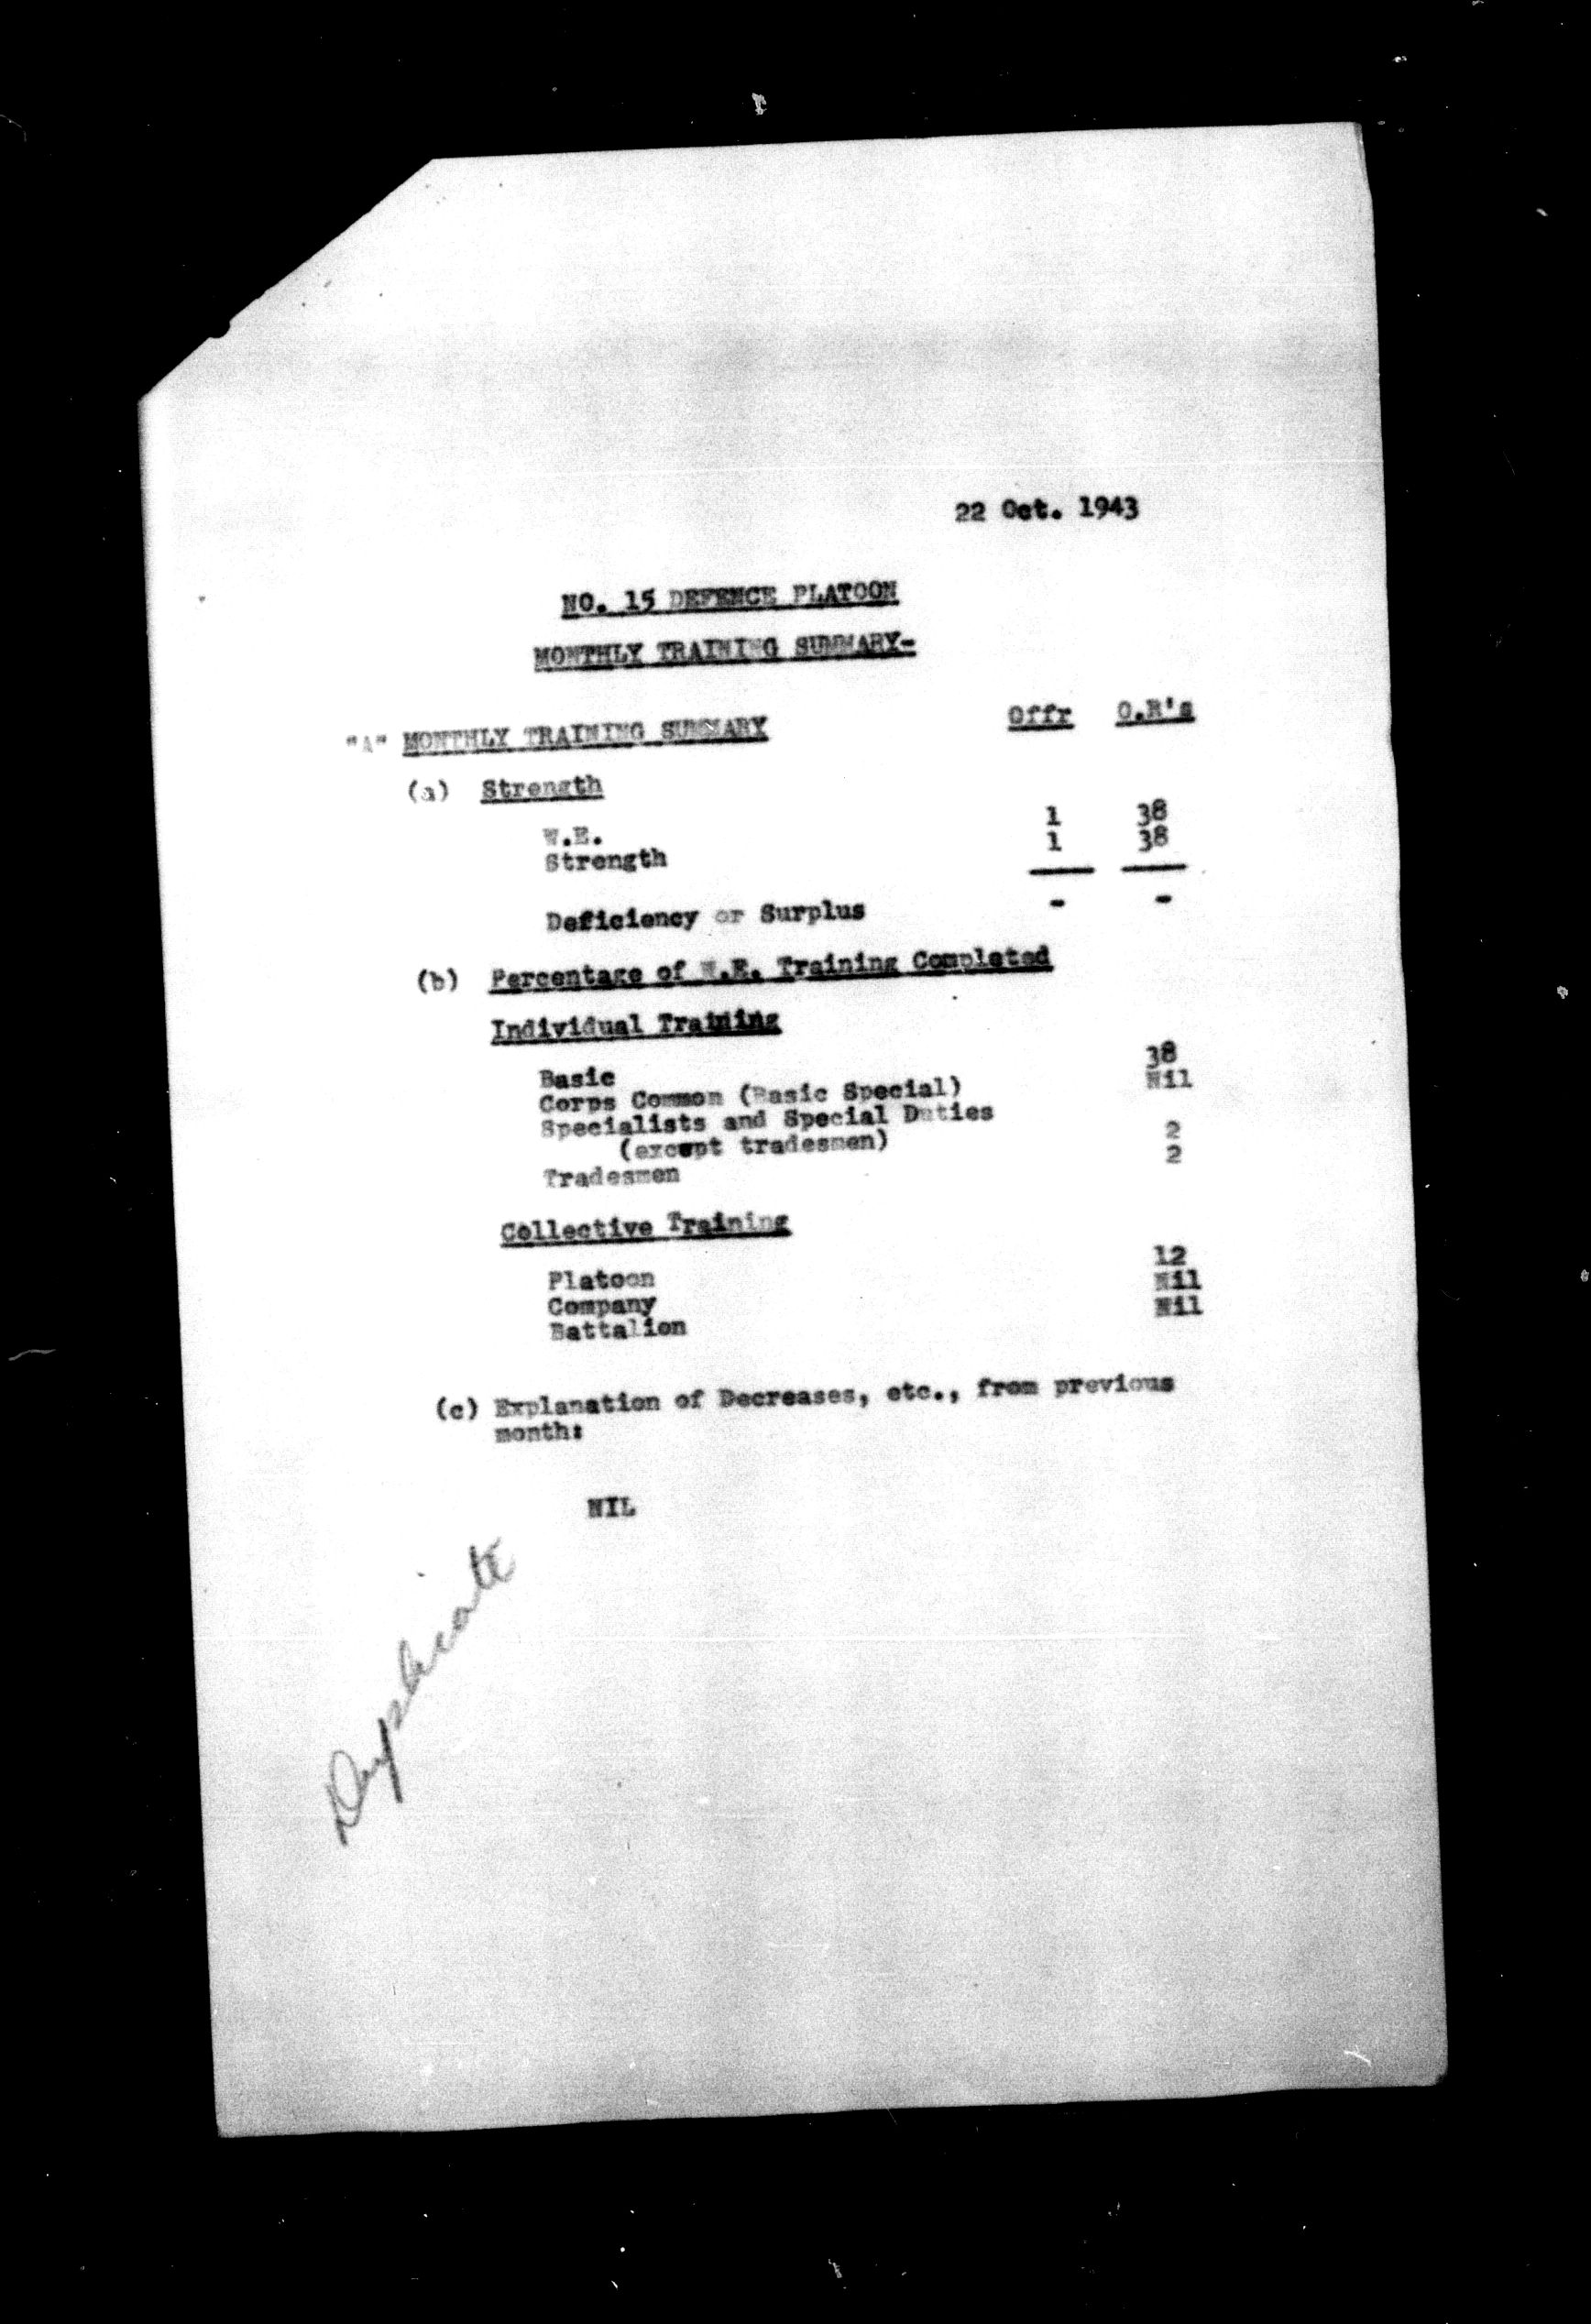 22 Oct. 1943
NO. 15 DEFENCE PLATOON
MONTHLY TRAINING SUMMARY-
"A" MONTHLY TRAINING SUMMARY Offr O.R's
(a) Strength
W.E. 1 38
Strength 1 38
Deficiency or Surplus - -
(b) Percentage of W.E. Training Completed
Individual Training
Basic 38
Corps Common (Basic Special) Nil
Specialists and Special Duties
(except tradesmen) 2
Tradesmen 2
Collective Training
Platoon 12
Company Nil
Battalion Nil
(c) Explanation of Decreases, etc., from previous
month:
NIL
Duplicate